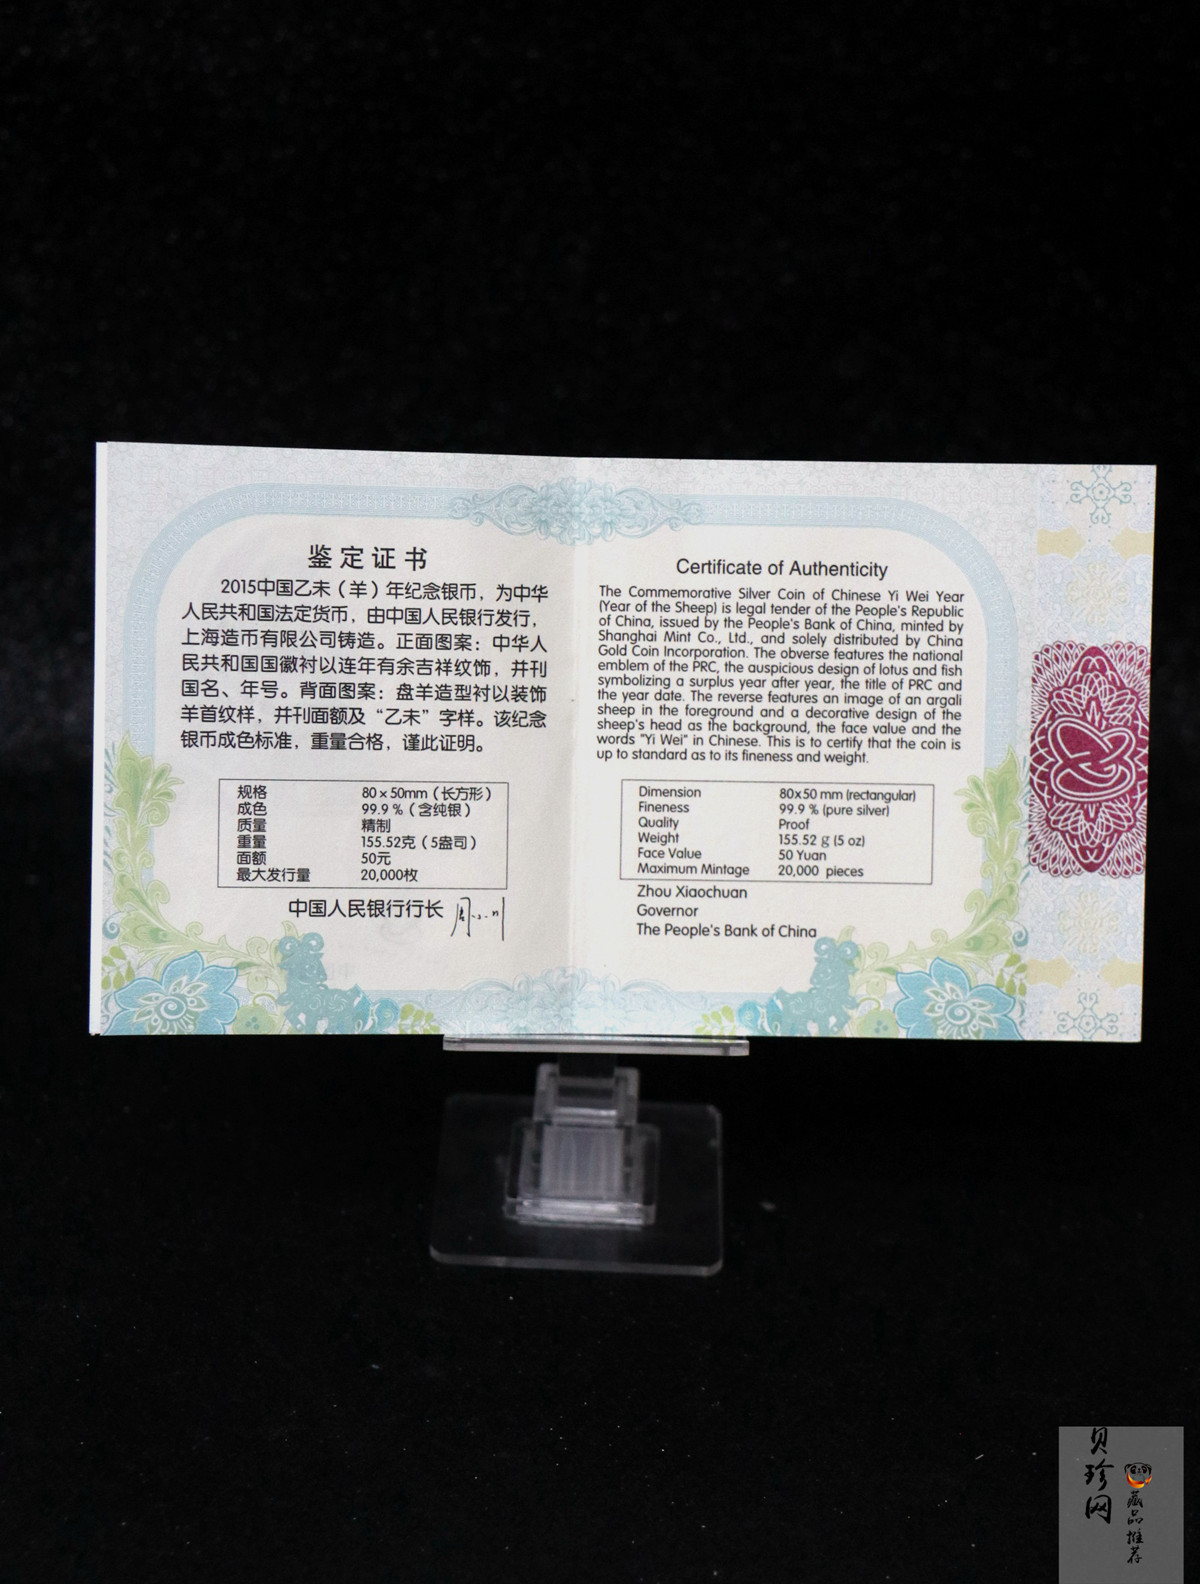 鉴定证书
2015中国乙未（羊）年纪念银币，为中华
人民共和国法定货币，由中国人民银行发行，
上海造币有限公司铸造。正面图案：中华人
民共和国国徽衬以连年有余吉祥纹饰，并刊
国名、年号。背面图案：盘羊造型衬以装饰
羊首纹样，并刊面额及“乙未”字样。该纪念
银币成色标准，重量合格，谨此证明。
规格 80×50mm（长方形）
成色 99.9％（含纯银）
质量 精制
重量 155.52克（5盎司）
面额 50元
最大发行量 20,000枚
中国人民银行行长
Certificate of Authenticity
The Commemorative Silver Coin of Chinese Yi Wei Year
(Year of the Sheep) is legal tender of the People's Republic
of China, issued by the People's Bank of China, minted by
Shanghai Mint Co., Ltd., and solely distributed by China
Gold Coin Incorporation. The obverse features the national
emblem of the PRC, the auspicious design of lotus and fish
symbolizing a surplus year after year, the title of PRC and
the year date. The reverse features an image of an argali
sheep in the foreground and a decorative design of the
sheep's head as the background, the face value and the
words "Yi Wei" in Chinese. This is to certify that the coin is
up to standard as to its fineness and weight.
Dimension 80x50 mm (rectangular)
Fineness 99.9 % (pure silver)
Quality Proof
Weight 155.52 g (5 oz)
Face Value 50 Yuan
Maximum Mintage 20,000 pieces
Zhou Xiaochuan
Governor
The People's Bank of China
贝珍网
藏品推荐